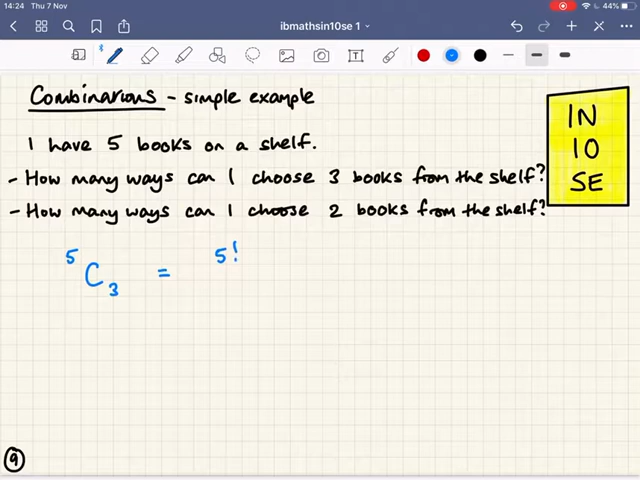 14:24 Thu 7 Nov
44%
ibmathsin10se 1
T
Combinations - simple example
I have 5 books on a shelf.
- How many ways can I choose 3 books from the shelf?
- How many ways can I choose 2 books from the shelf?
IN
10
SE
⁵C₃ = 5!
9